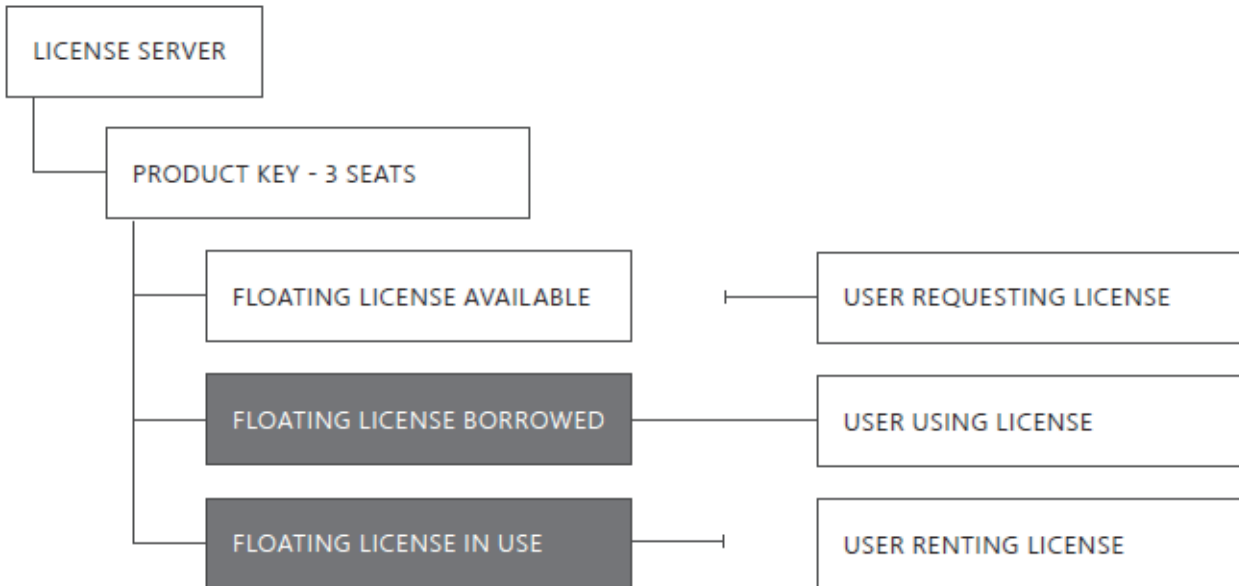 LICENSE SERVER
PRODUCT KEY - 3 SEATS
FLOATING LICENSE AVAILABLE
USER REQUESTING LICENSE
FLOATING LICENSE BORROWED
USER USING LICENSE
FLOATING LICENSE IN USE
USER RENTING LICENSE